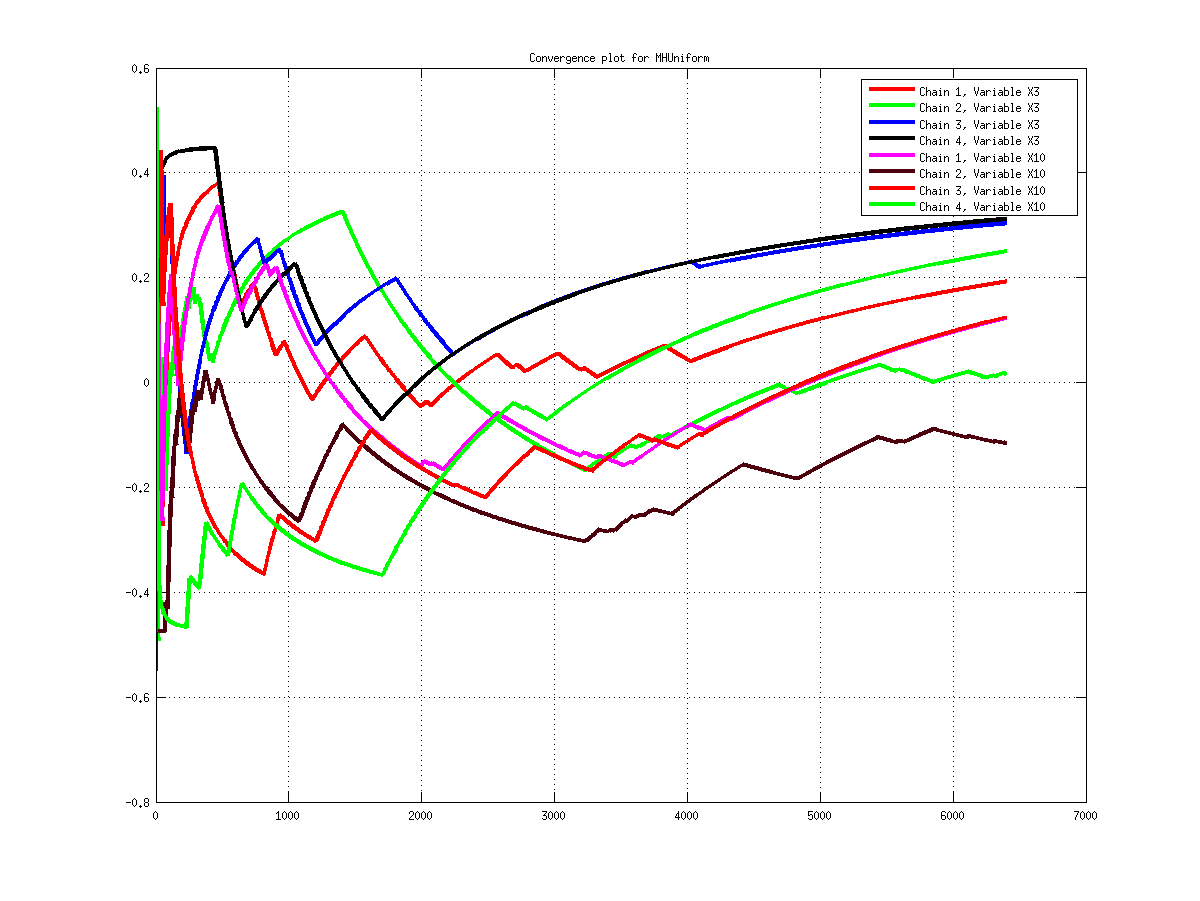 Convergence plot for MHUniform
0.6
0.4
0.2
0
-0.2
-0.4
-0.6
-0.8
0 1000 2000 3000 4000 5000 6000 7000
Chain 1, Variable X3
Chain 2, Variable X3
Chain 3, Variable X3
Chain 4, Variable X3
Chain 1, Variable X10
Chain 2, Variable X10
Chain 3, Variable X10
Chain 4, Variable X10